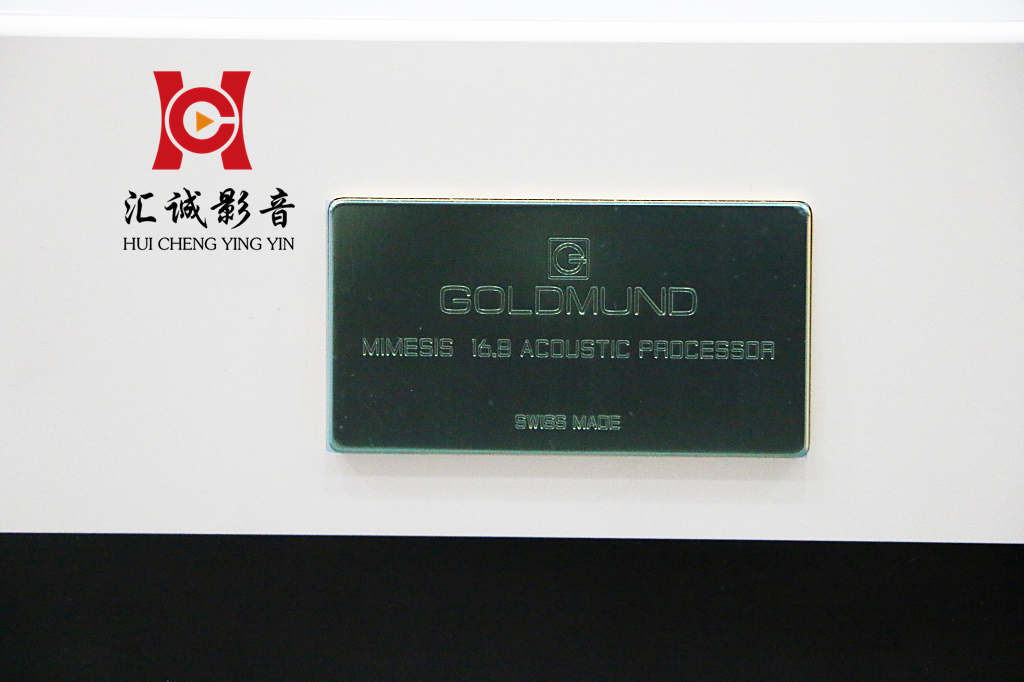 汇诚影音
HUI CHENG YING YIN
GOLDMUND
MIMESIS 16.8 ACOUSTIC PROCESSOR
SWISS MADE